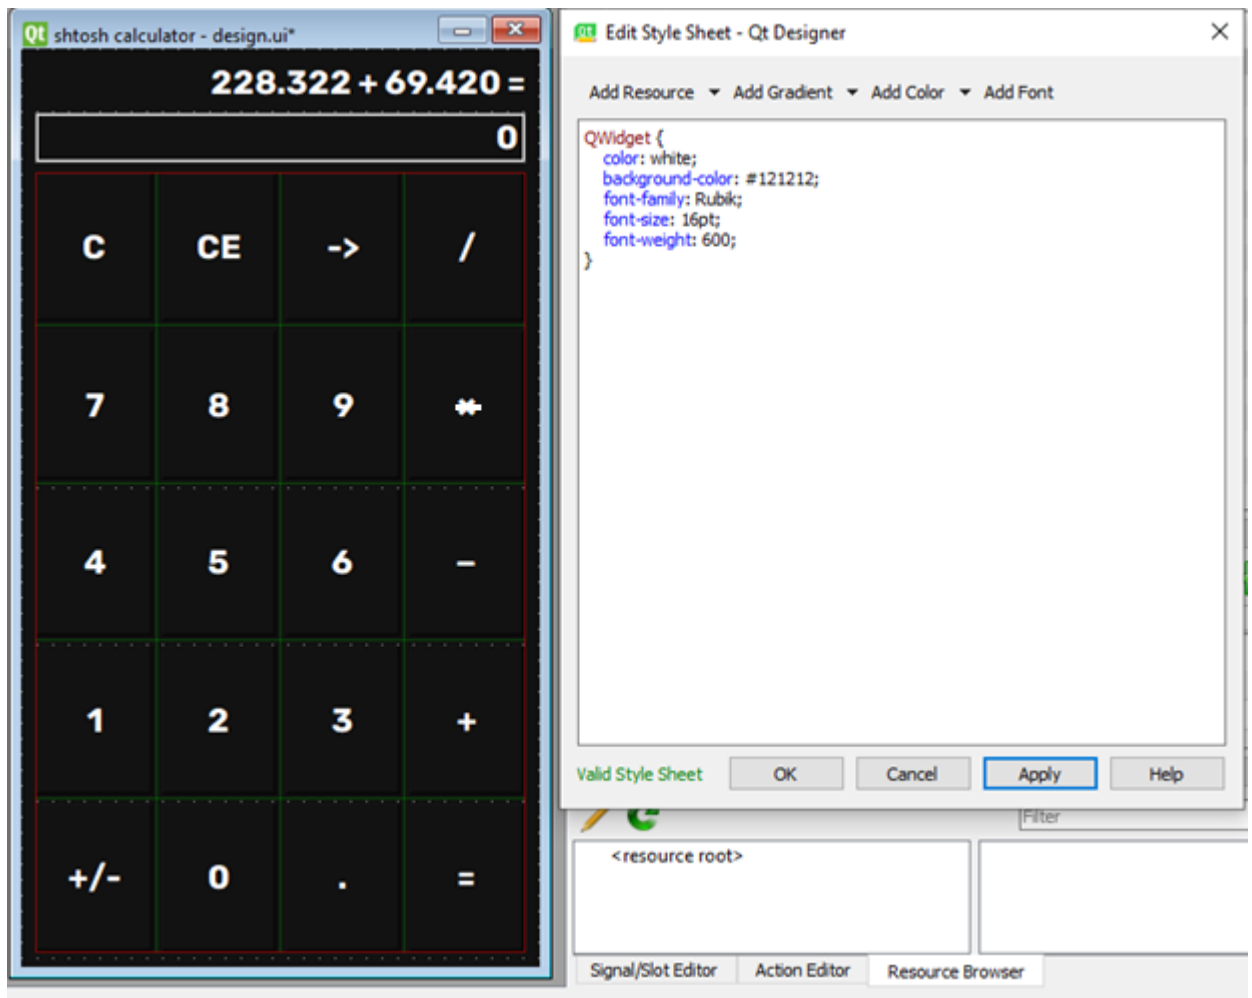 shtosh calculator - design.ui*
228.322 + 69.420 =
0
C CE -> /
7 8 9 *
4 5 6 -
1 2 3 +
+/- 0 . =
Edit Style Sheet - Qt Designer
Add Resource Add Gradient Add Color Add Font
QWidget {
color: white;
background-color: #121212;
font-family: Rubik;
font-size: 16pt;
font-weight: 600;
}
Valid Style Sheet OK Cancel Apply Help
Filter
<resource root>
Signal/Slot Editor Action Editor Resource Browser